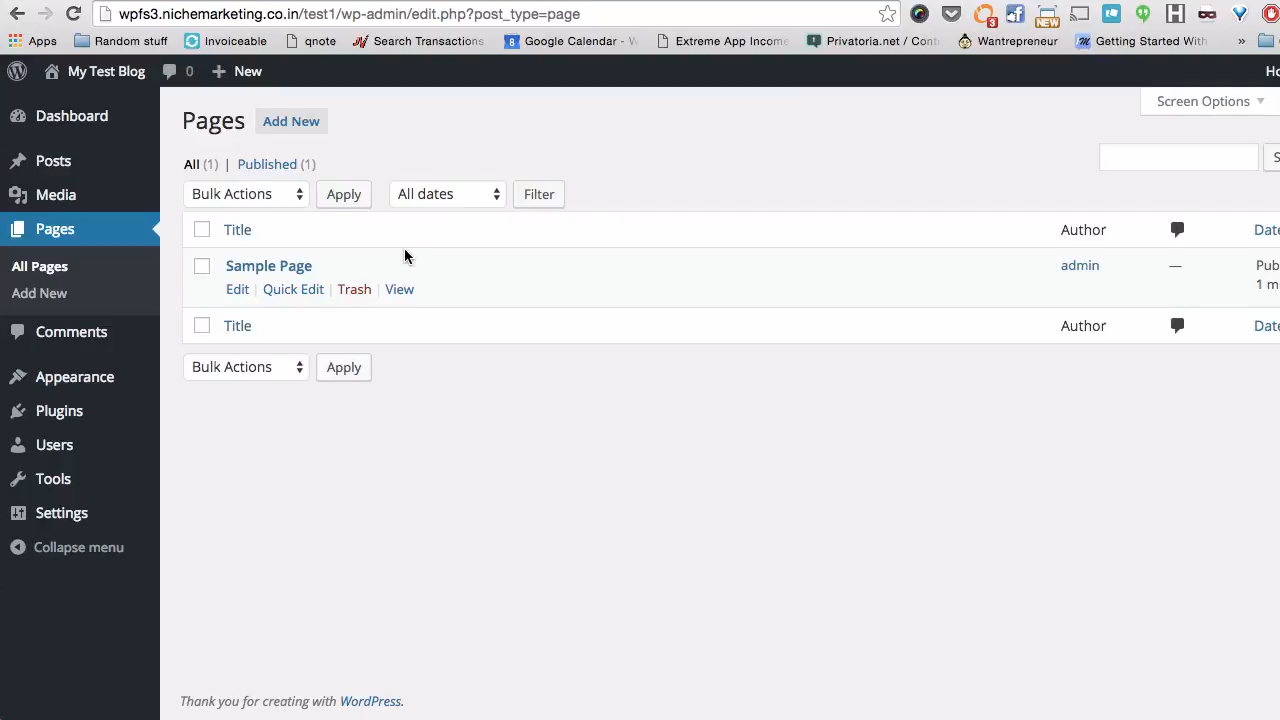 wpfs3.nichemarketing.co.in/test1/wp-admin/edit.php?post_type=page
3
NEW
Apps Random stuff Invoiceable qnote Search Transactions 8 Google Calendar - Extreme App Income Privatoria.net / Cont Wantrepreneur Getting Started With »
My Test Blog 0 New
Dashboard
Posts
Media
Pages
All Pages
Add New
Comments
Appearance
Plugins
Users
Tools
Settings
Collapse menu
Screen Options
Pages Add New
All (1) | Published (1)
Bulk Actions Apply All dates Filter
Title Author Date
Sample Page admin — Pub
Edit | Quick Edit | Trash | View 1 m
Title Author Date
Bulk Actions Apply
Thank you for creating with WordPress.